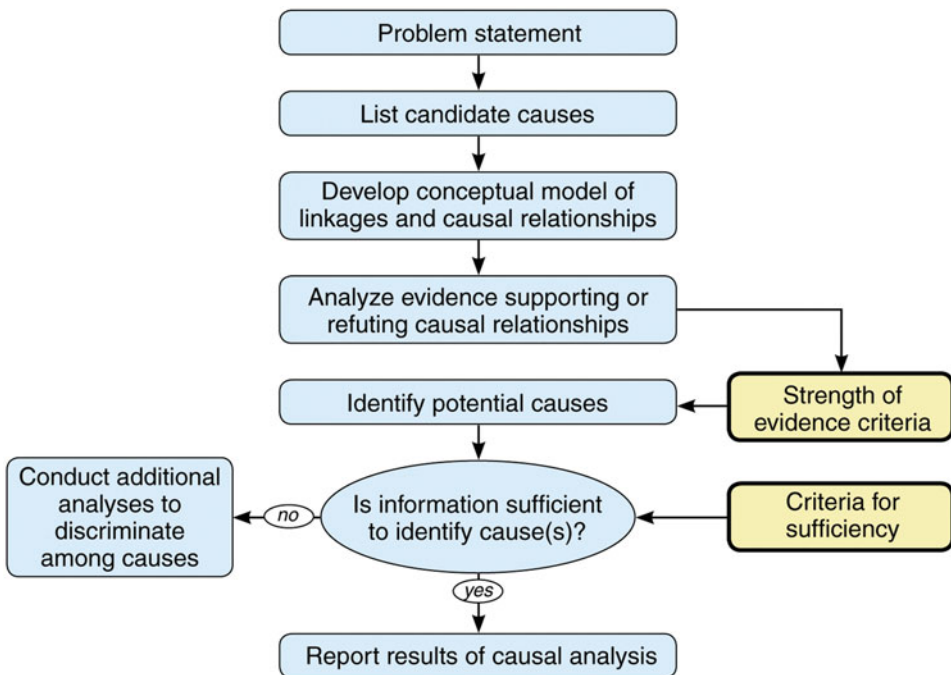 Problem statement
List candidate causes
Develop conceptual model of
linkages and causal relationships
Analyze evidence supporting or
refuting causal relationships
Strength of
evidence criteria
Identify potential causes
Is information sufficient
to identify cause(s)?
Criteria for
sufficiency
no
Conduct additional
analyses to
discriminate
among causes
yes
Report results of causal analysis